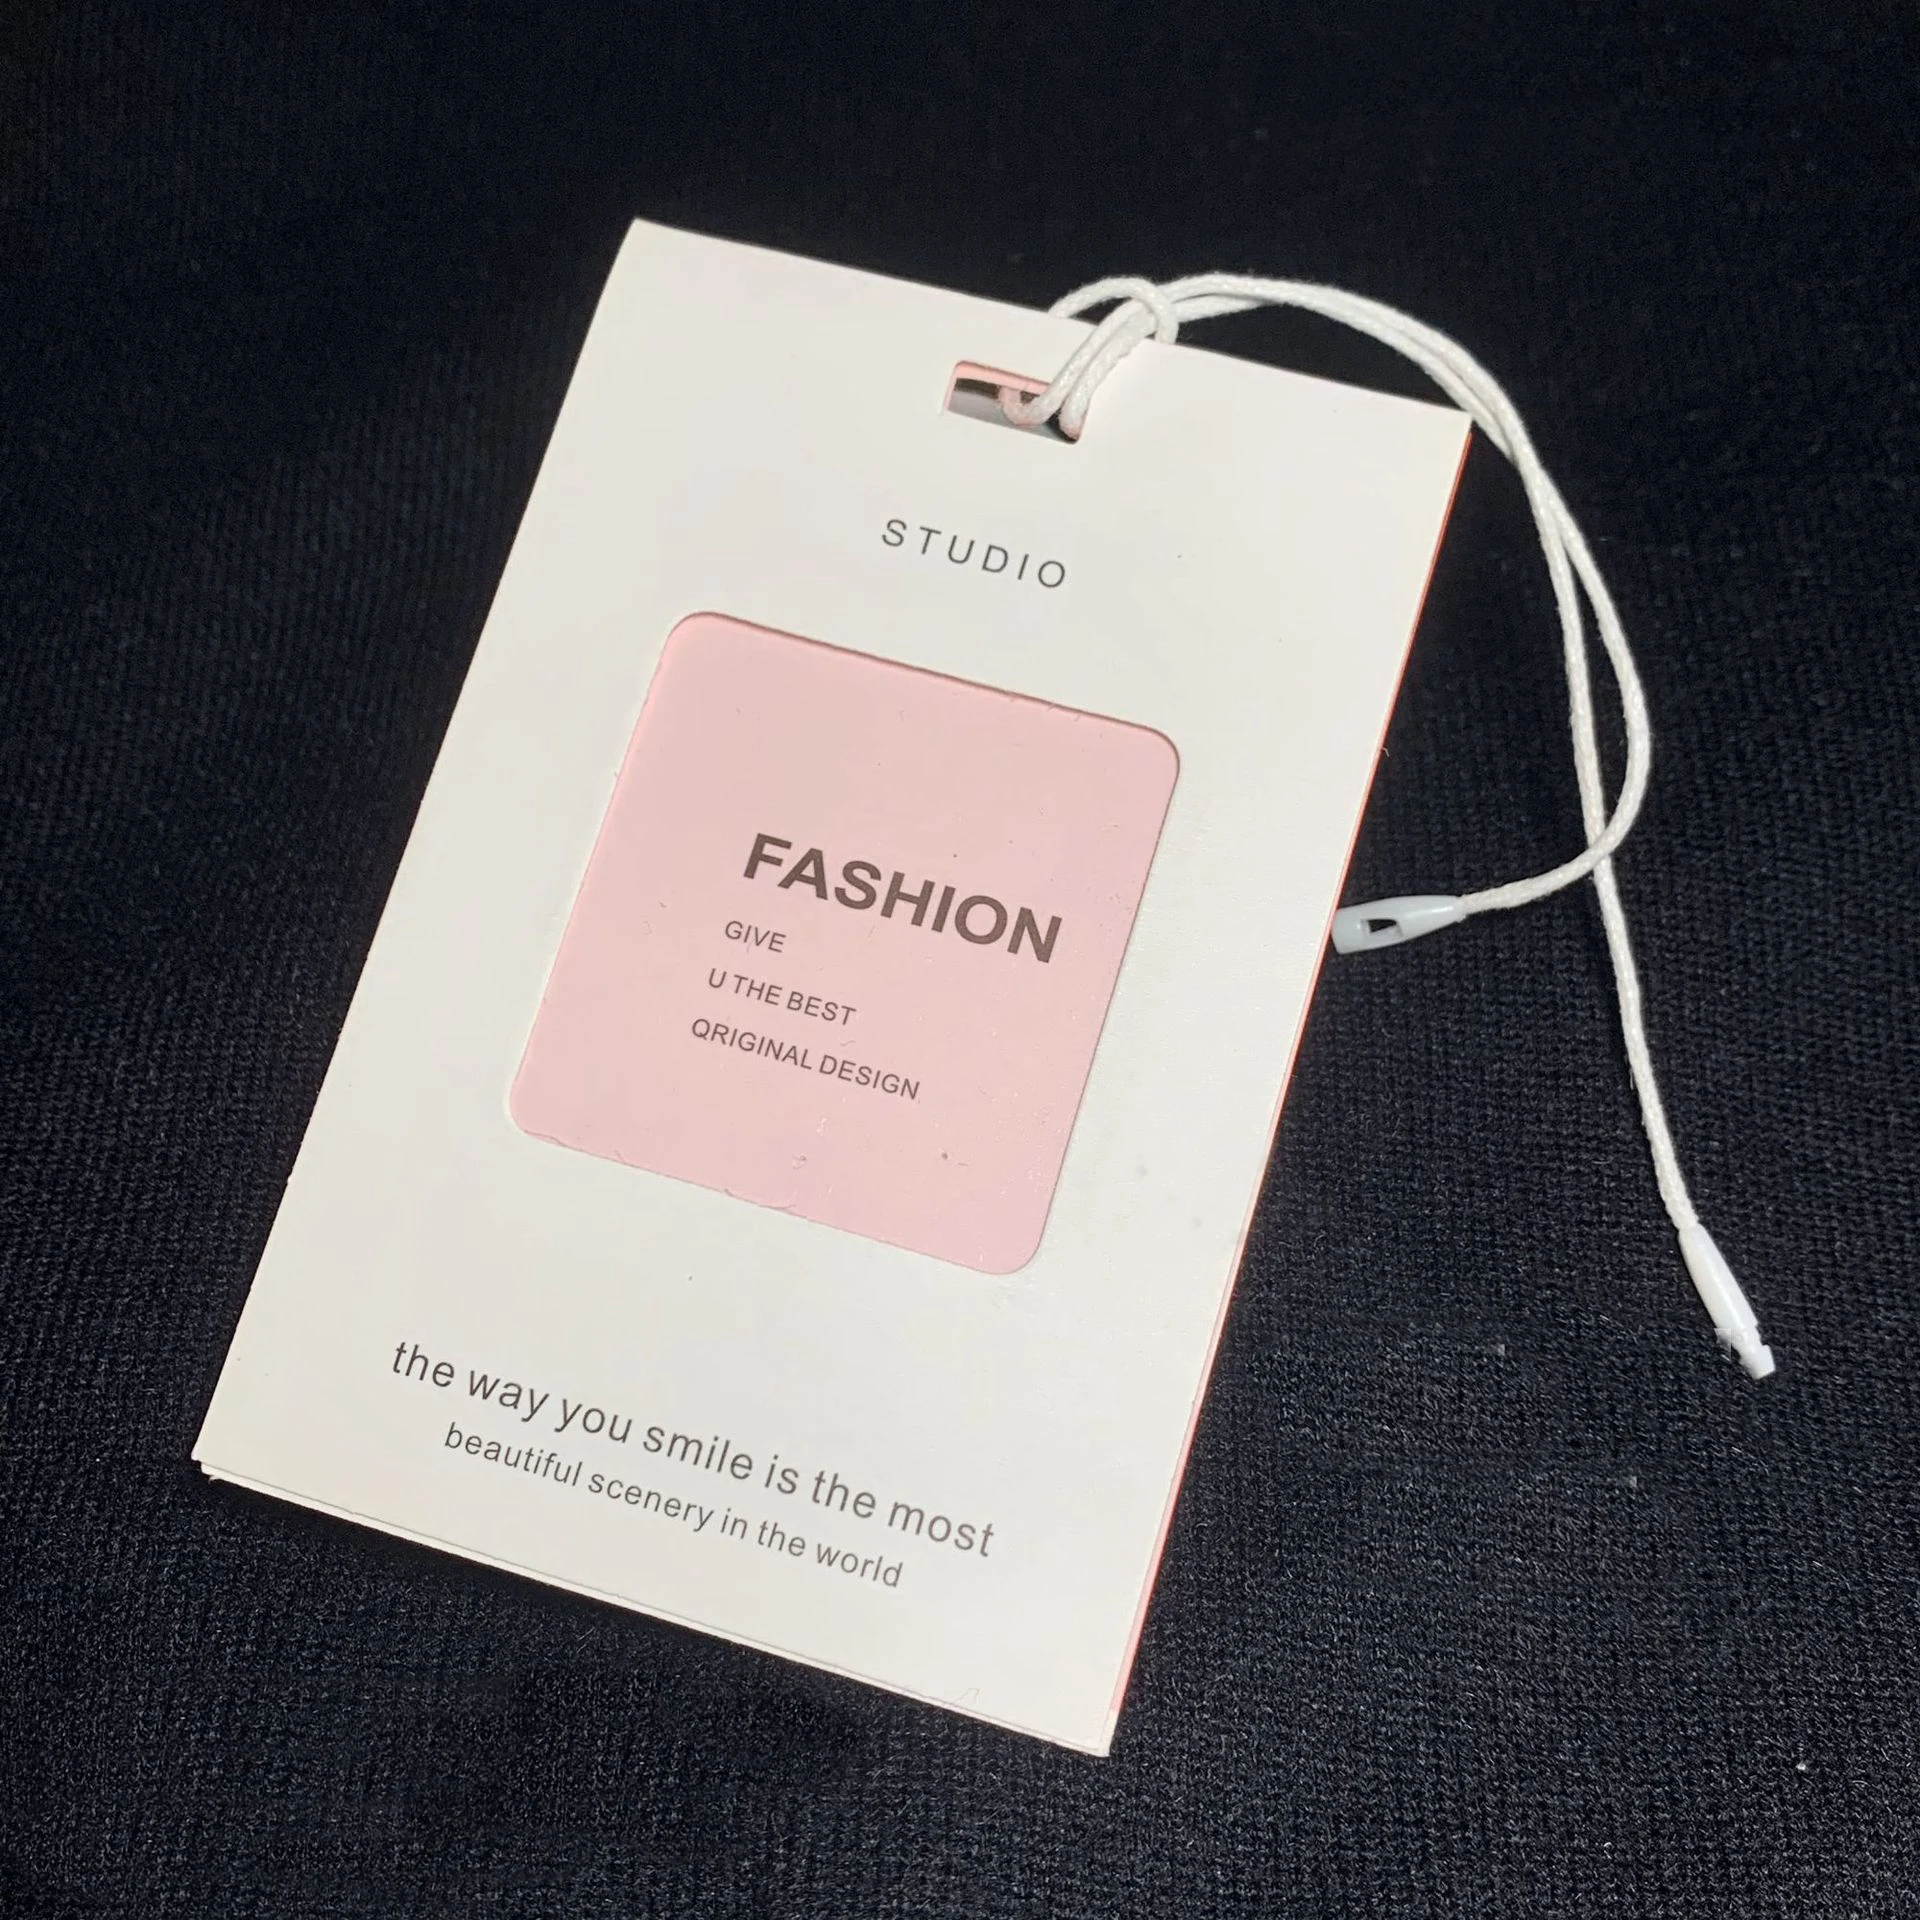 STUDIO
FASHION
GIVE
U THE BEST
QRIGINAL DESIGN
the way you smile is the most
beautiful scenery in the world